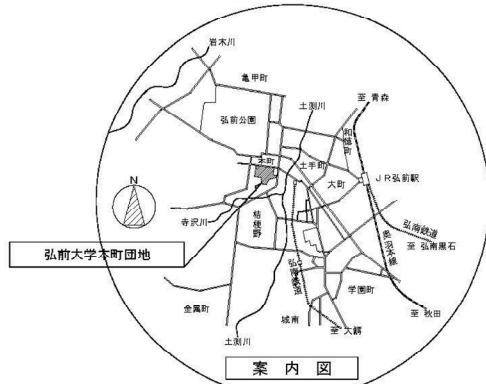 岩木川
亀甲町
土渕川
至 青森
弘前公園
和徳町
本町
土手町
大町
JR弘前駅
N
寺沢川
桔梗野
弘南鉄道
至 弘南黒石
弘前大学本町団地
弘南鉄道
奥羽本線
学園町
金属町
至 秋田
城南
至 大鰐
土渕川
案内図